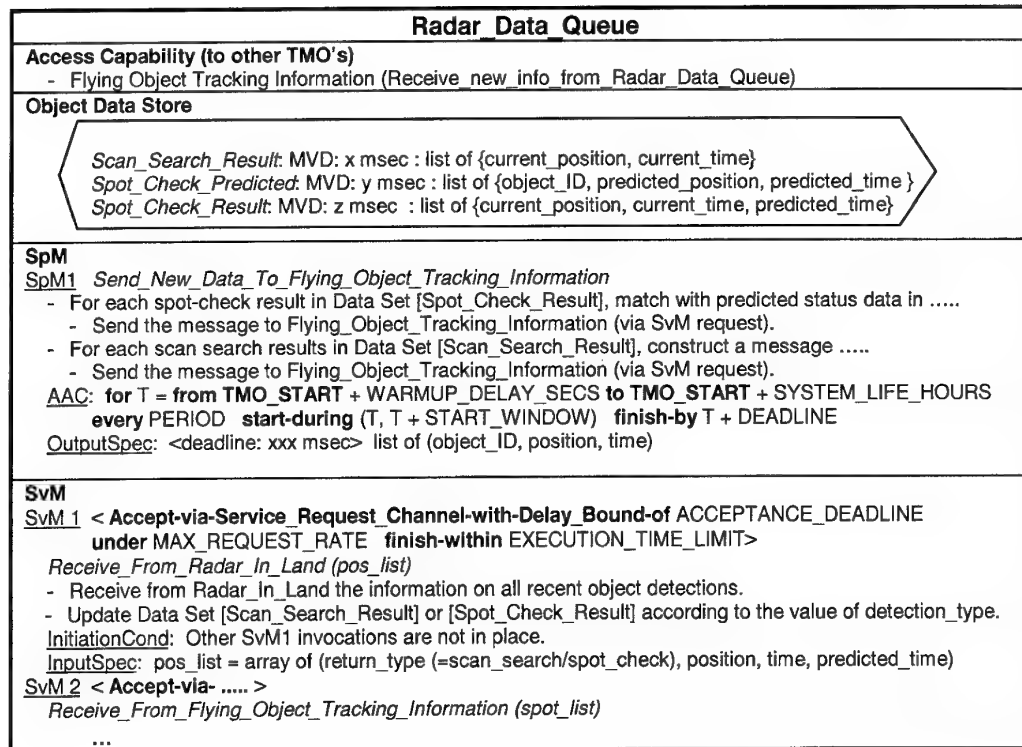 Radar_Data_Queue
Access Capability (to other TMO's)
- Flying Object Tracking Information (Receive_new_info_from_Radar_Data_Queue)
Object Data Store
Scan_Search_Result: MVD: x msec : list of {current_position, current_time}
Spot_Check_Predicted: MVD: y msec : list of {object_ID, predicted_position, predicted_time }
Spot_Check_Result: MVD: z msec : list of {current_position, current_time, predicted_time}
SpM
SpM1 Send_New_Data_To_Flying_Object_Tracking_Information
- For each spot-check result in Data Set [Spot_Check_Result], match with predicted status data in .....
- Send the message to Flying_Object_Tracking_Information (via SvM request).
- For each scan search results in Data Set [Scan_Search_Result], construct a message .....
- Send the message to Flying_Object_Tracking_Information (via SvM request).
AAC: for T = from TMO_START + WARMUP_DELAY_SECS to TMO_START + SYSTEM_LIFE_HOURS
every PERIOD start-during (T, T + START_WINDOW) finish-by T + DEADLINE
OutputSpec: <deadline: xxx msec> list of (object_ID, position, time)
SvM
SvM 1 < Accept-via-Service_Request_Channel-with-Delay_Bound-of ACCEPTANCE_DEADLINE
under MAX_REQUEST_RATE finish-within EXECUTION_TIME_LIMIT>
Receive_From_Radar_In_Land (pos_list)
- Receive from Radar_In_Land the information on all recent object detections.
- Update Data Set [Scan_Search_Result] or [Spot_Check_Result] according to the value of detection_type.
InitiationCond: Other SvM1 invocations are not in place.
InputSpec: pos_list = array of (return_type (=scan_search/spot_check), position, time, predicted_time)
SvM 2 < Accept-via- ..... >
Receive_From_Flying_Object_Tracking_Information (spot_list)
...